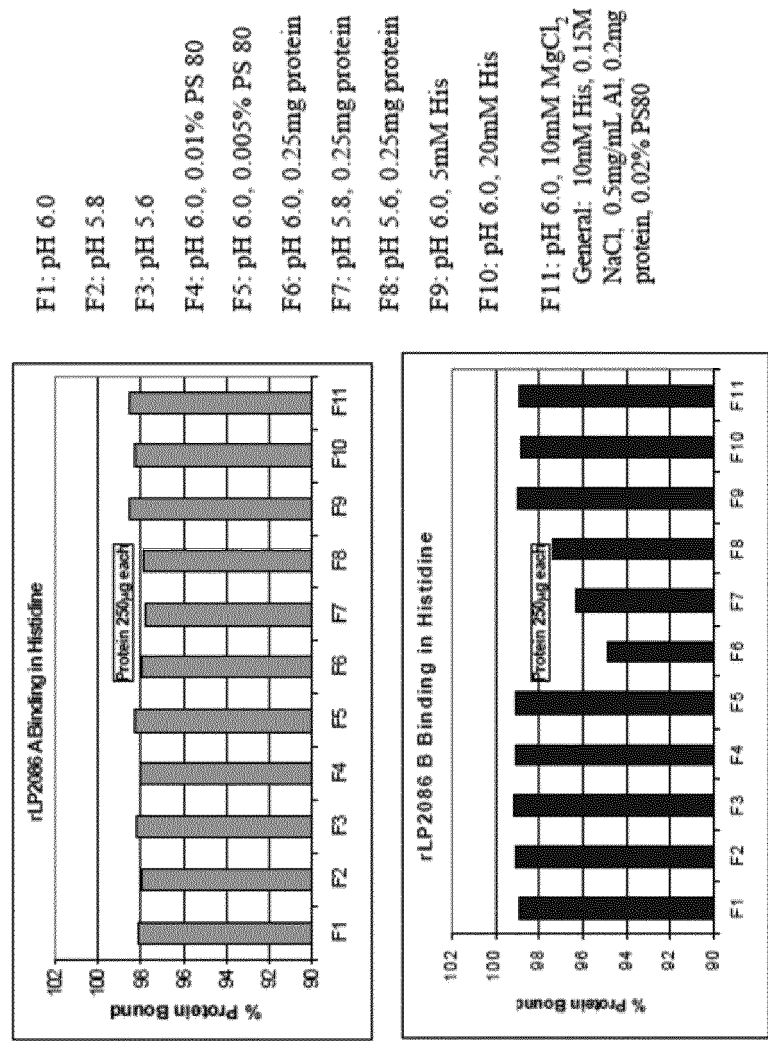 rLP2086 A Binding in Histidine
% Protein Bound
102
100
98
96
94
92
90
Protein 250µg each
F1 F2 F3 F4 F5 F6 F7 F8 F9 F10 F11
rLP2086 B Binding in Histidine
% Protein Bound
102
100
98
96
94
92
90
Protein 250µg each
F1 F2 F3 F4 F5 F6 F7 F8 F9 F10 F11
F1: pH 6.0
F2: pH 5.8
F3: pH 5.6
F4: pH 6.0, 0.01% PS 80
F5: pH 6.0, 0.005% PS 80
F6: pH 6.0, 0.25mg protein
F7: pH 5.8, 0.25mg protein
F8: pH 5.6, 0.25mg protein
F9: pH 6.0, 5mM His
F10: pH 6.0, 20mM His
F11: pH 6.0, 10mM MgCl₂
General: 10mM His, 0.15M
NaCl, 0.5mg/mL Al, 0.2mg
protein, 0.02% PS80